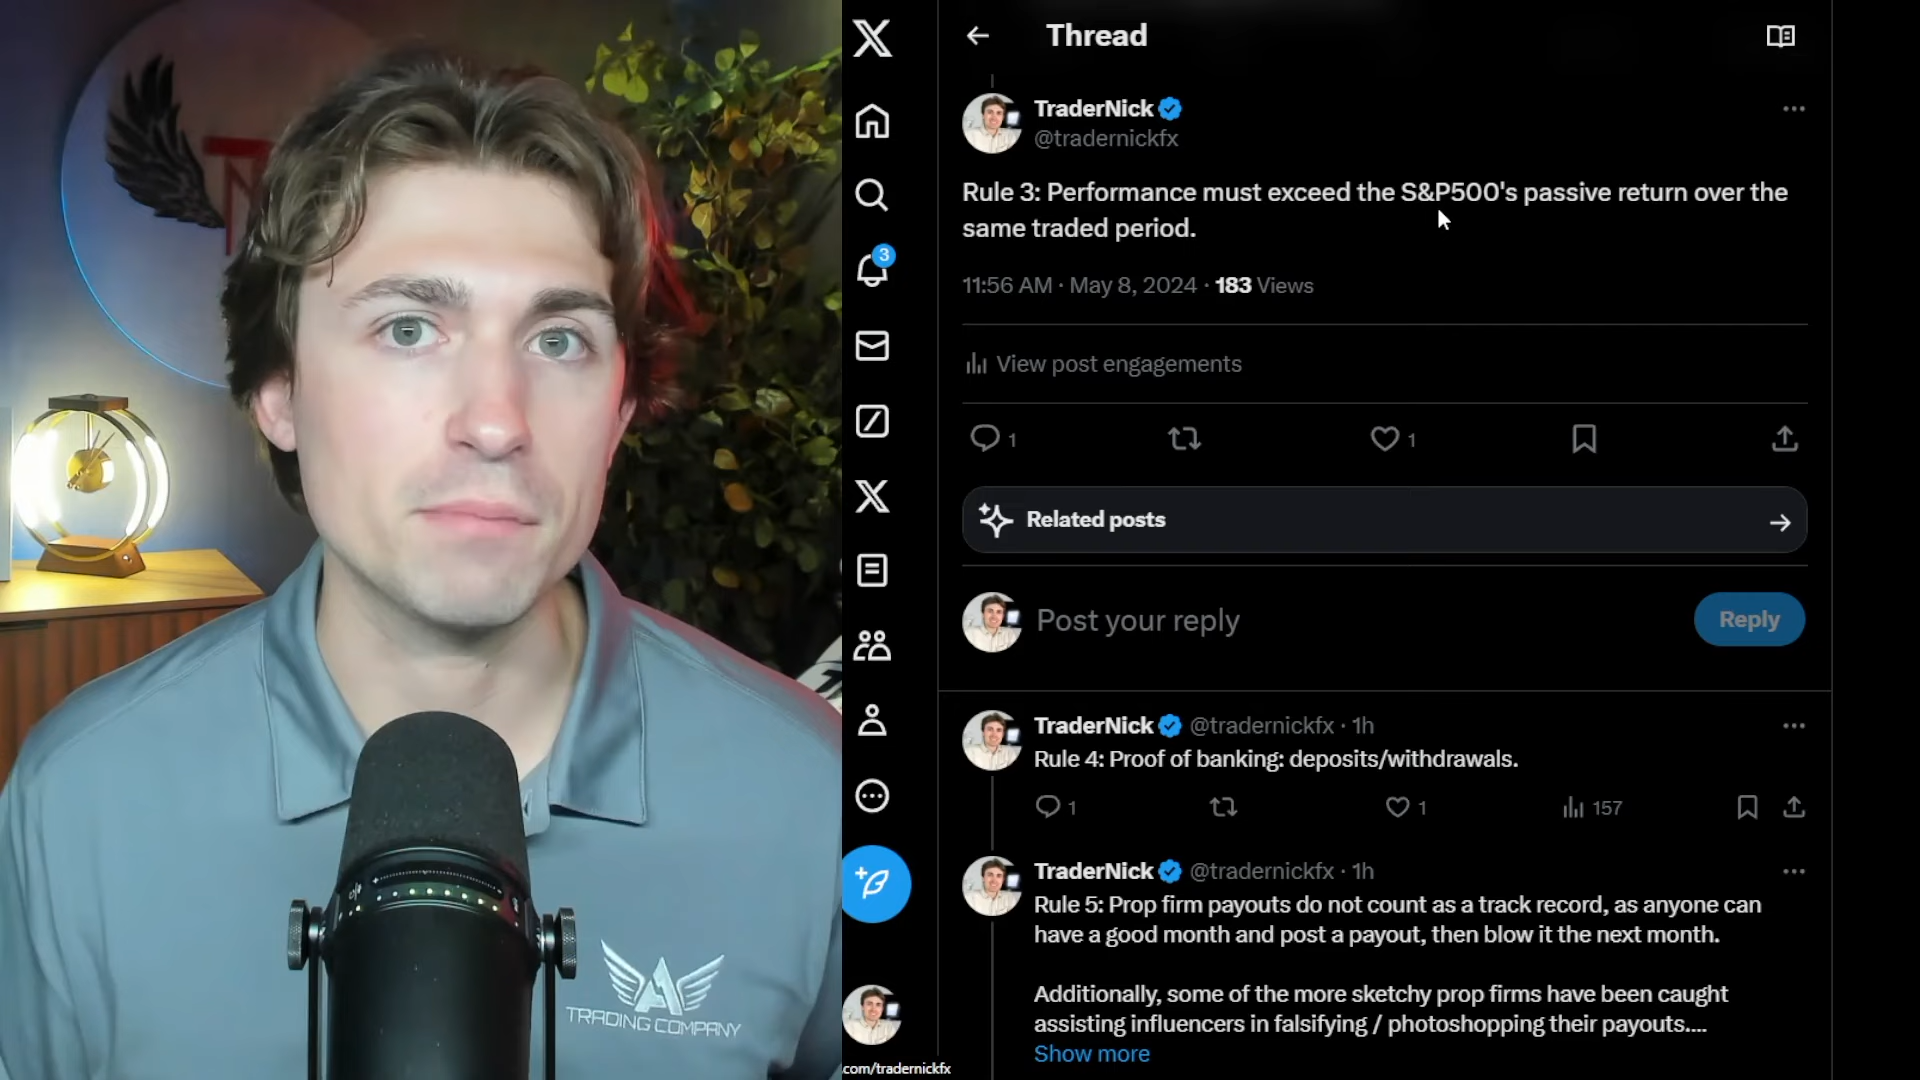 Thread
TraderNick
@tradernickfx
Rule 3: Performance must exceed the S&P500's passive return over the
same traded period.
11:56 AM · May 8, 2024 · 183 Views
View post engagements
1
1
Related posts
Post your reply
Reply
TraderNick @tradernickfx · 1h
Rule 4: Proof of banking: deposits/withdrawals.
1
1
157
TraderNick @tradernickfx · 1h
Rule 5: Prop firm payouts do not count as a track record, as anyone can
have a good month and post a payout, then blow it the next month.
Additionally, some of the more sketchy prop firms have been caught
assisting influencers in falsifying / photoshopping their payouts....
Show more
3
.com/tradernickfx
TRADING COMPANY